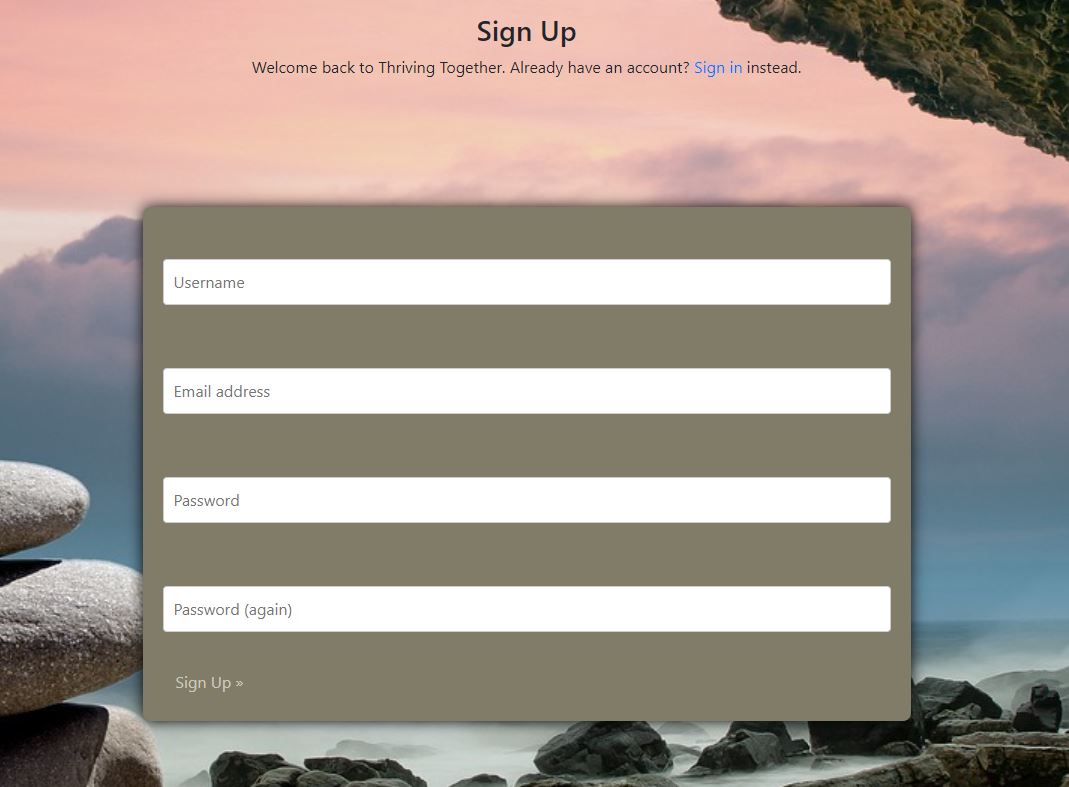 Sign Up
Welcome back to Thriving Together. Already have an account? Sign in instead.
Username
Email address
Password
Password (again)
Sign Up »